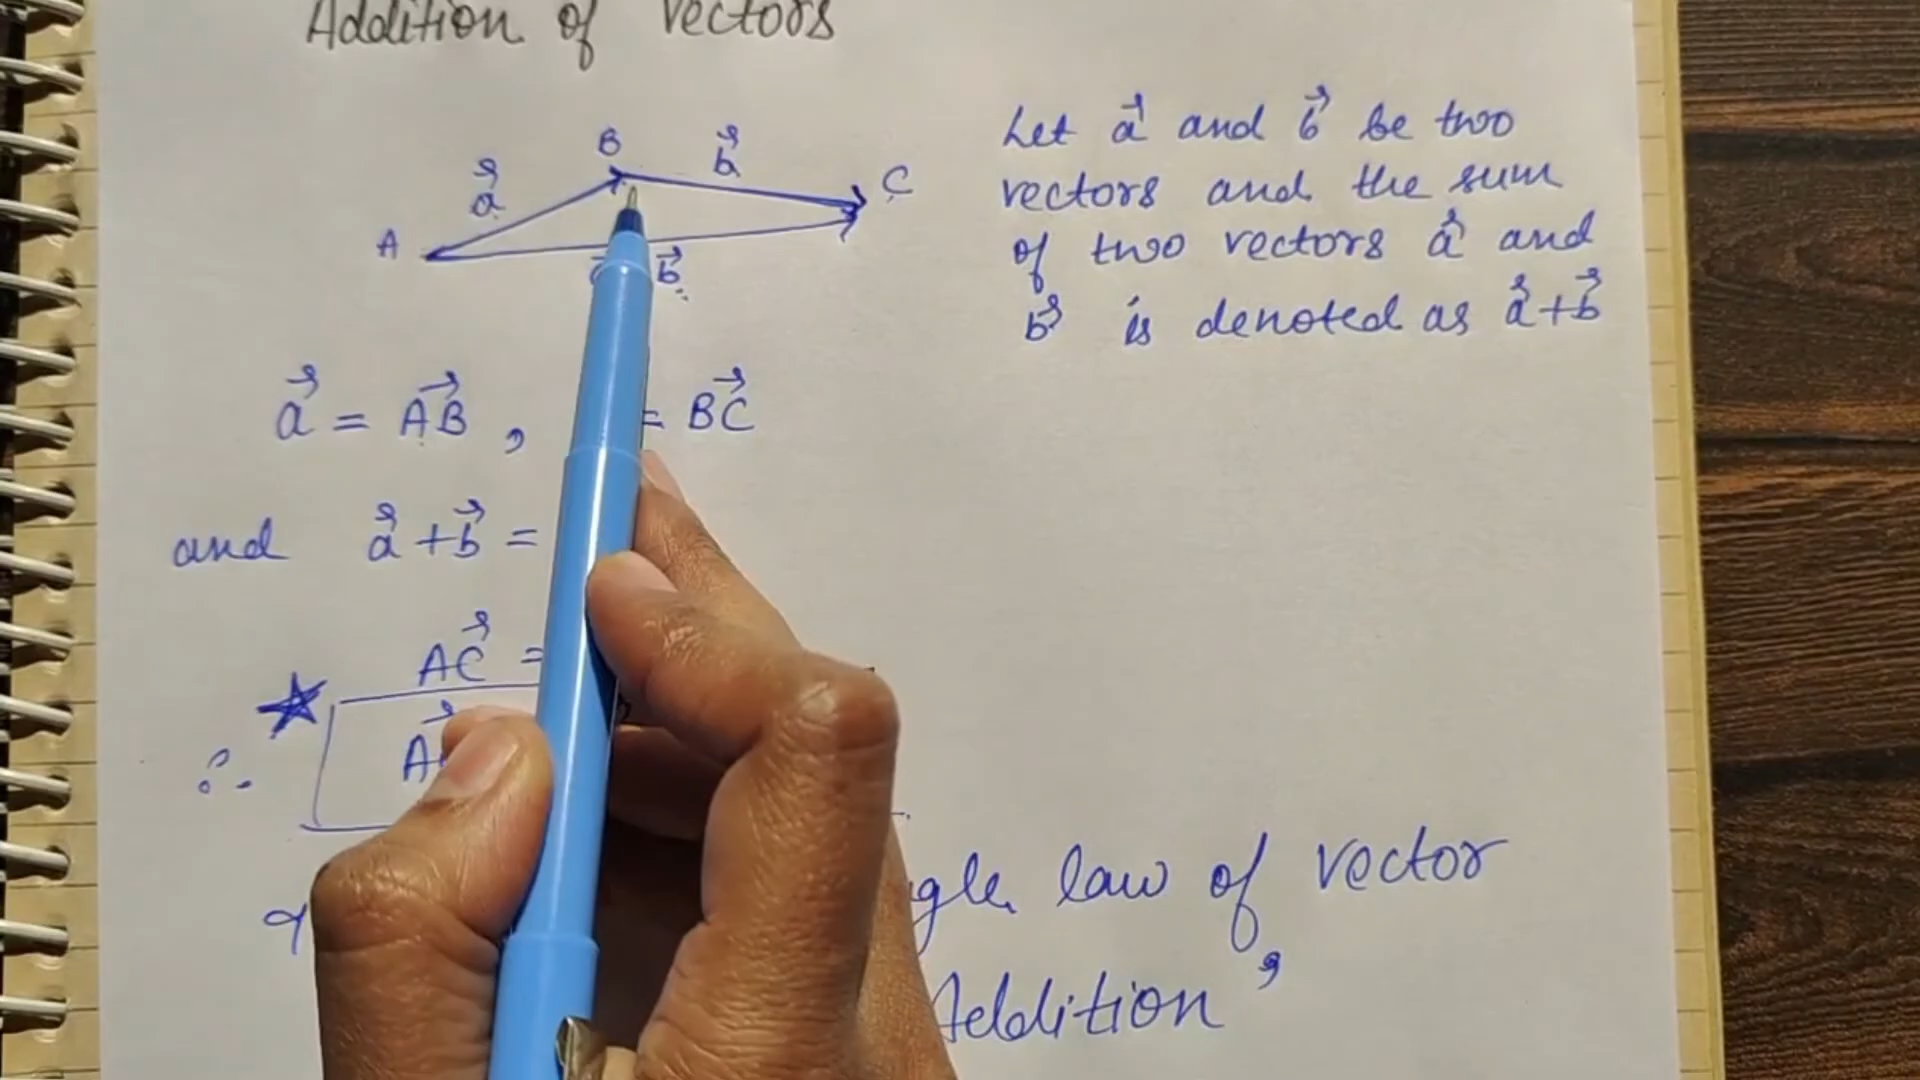 Addition of vectors
B
b⃗
C
a⃗
A
b⃗
Let a⃗ and b⃗ be two
vectors and the sum
of two vectors a⃗ and
b⃗ is denoted as a⃗+b⃗
a⃗ = AB⃗ , = BC⃗
and a⃗+b⃗ =
AC⃗ =
∴
law of vector
Addition’